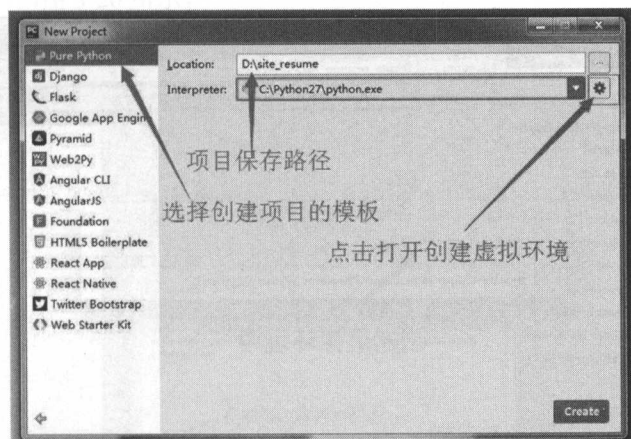 New Project
Pure Python
Django
Flask
Google App Engine
Pyramid
Web2Py
Angular CLI
AngularJS
Foundation
HTML5 Boilerplate
React App
React Native
Twitter Bootstrap
Web Starter Kit
Location: D:\site_resume
Interpreter: C:\Python27\python.exe
项目保存路径
选择创建项目的模板
点击打开创建虚拟环境
Create